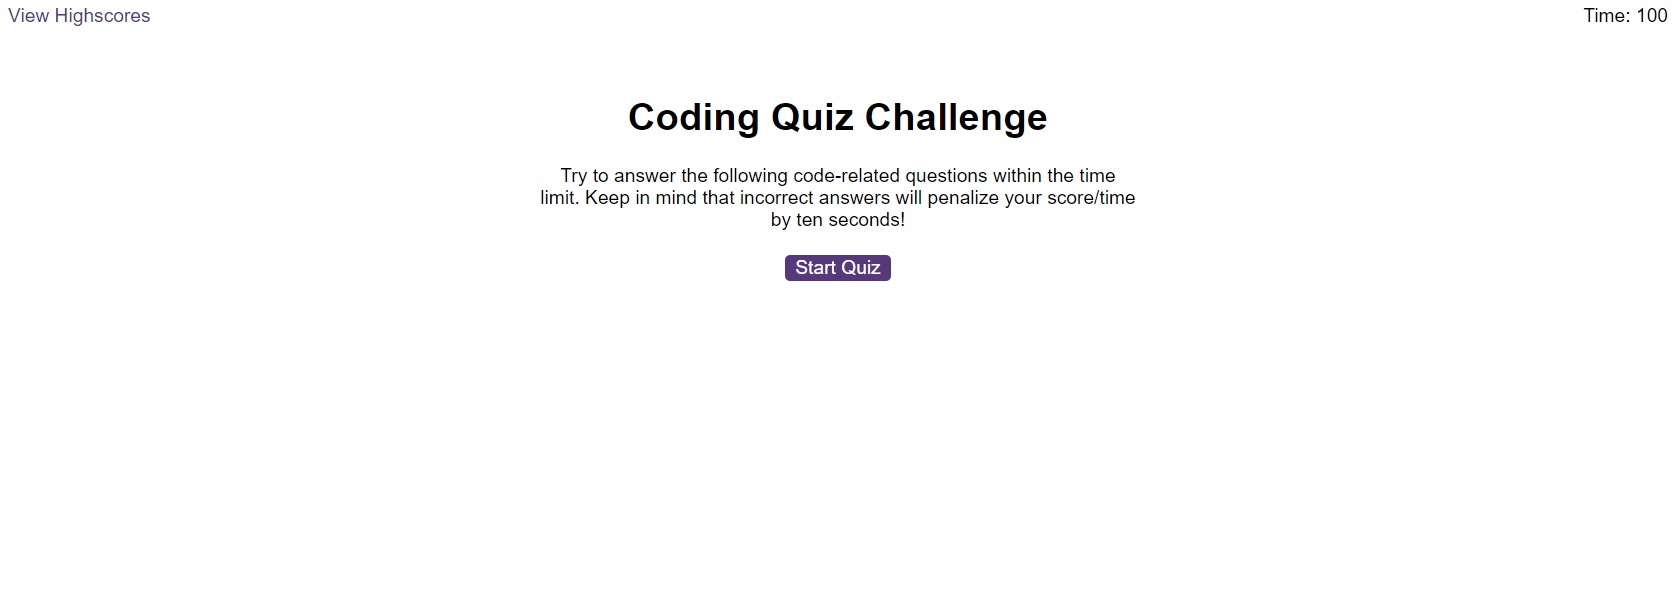 View Highscores
Time: 100
Coding Quiz Challenge
Try to answer the following code-related questions within the time
limit. Keep in mind that incorrect answers will penalize your score/time
by ten seconds!
Start Quiz